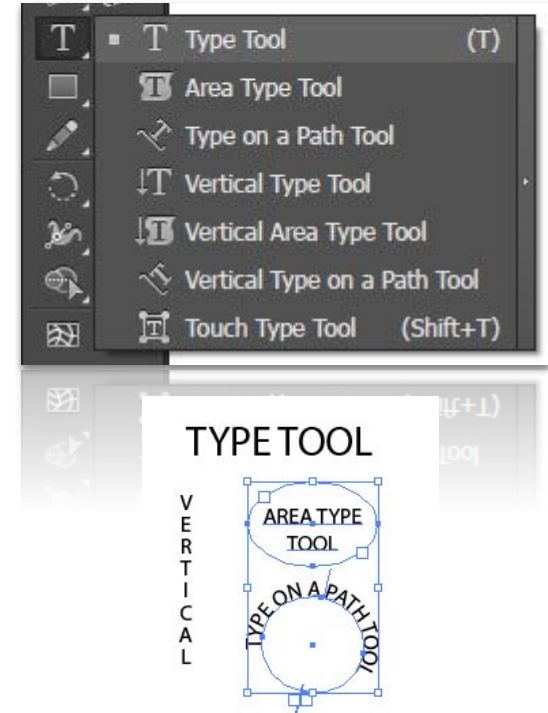 T
T Type Tool (T)
T Area Type Tool
Type on a Path Tool
T Vertical Type Tool
T Vertical Area Type Tool
Vertical Type on a Path Tool
T Touch Type Tool (Shift+T)
TYPE TOOL
VERTICAL
AREA TYPE
TOOL
TYPE ON A PATH TOOL